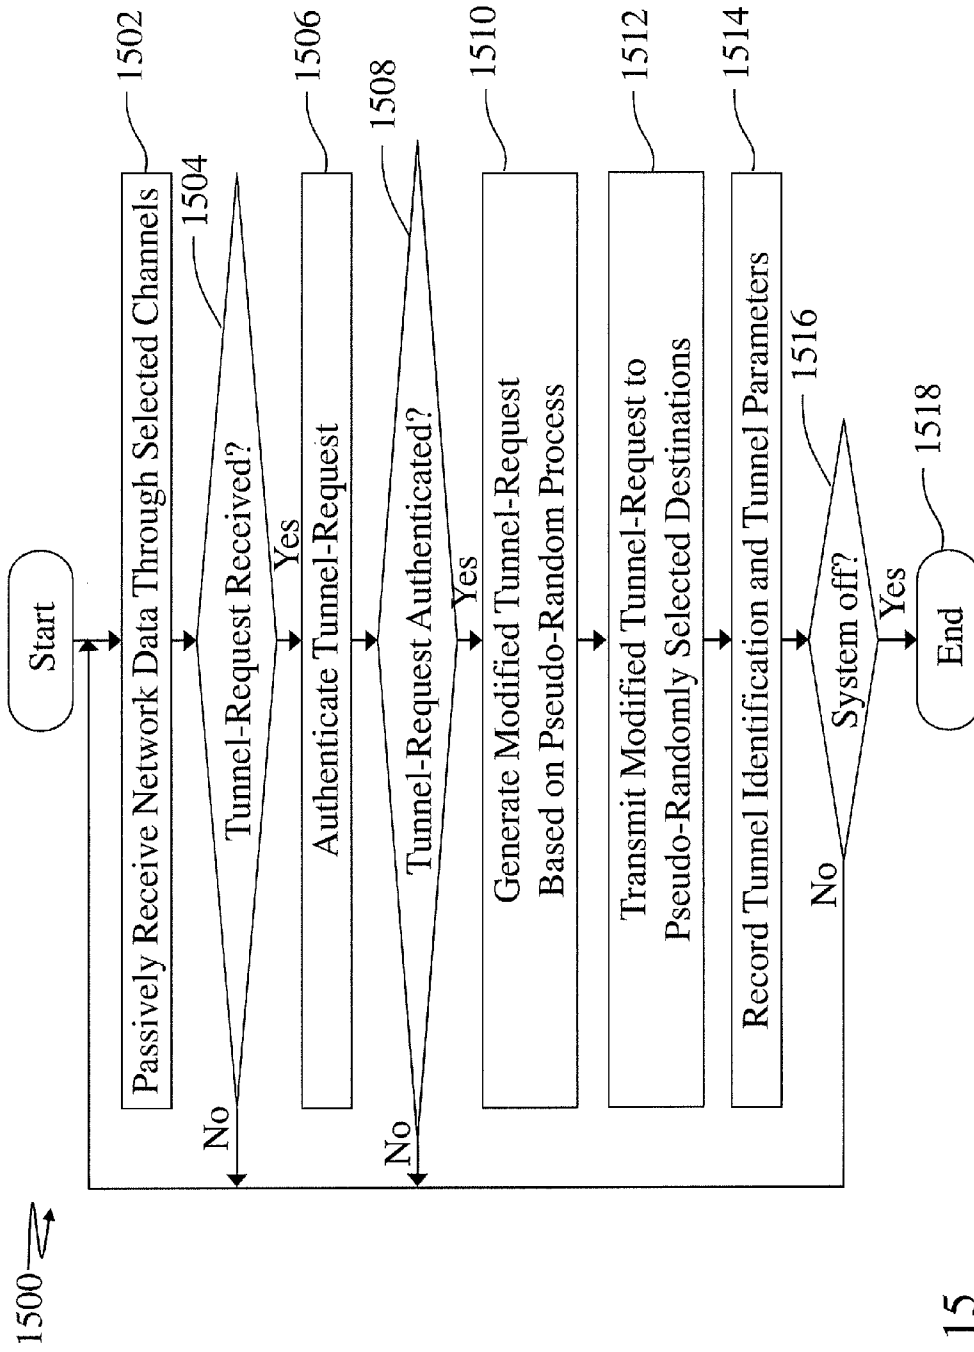 1500
Start
Passively Receive Network Data Through Selected Channels
1502
Tunnel-Request Received?
1504
No
Yes
Authenticate Tunnel-Request
1506
Tunnel-Request Authenticated?
1508
No
Yes
Generate Modified Tunnel-Request
Based on Pseudo-Random Process
1510
Transmit Modified Tunnel-Request to
Pseudo-Randomly Selected Destinations
1512
Record Tunnel Identification and Tunnel Parameters
1514
System off?
1516
No
Yes
End
1518
15